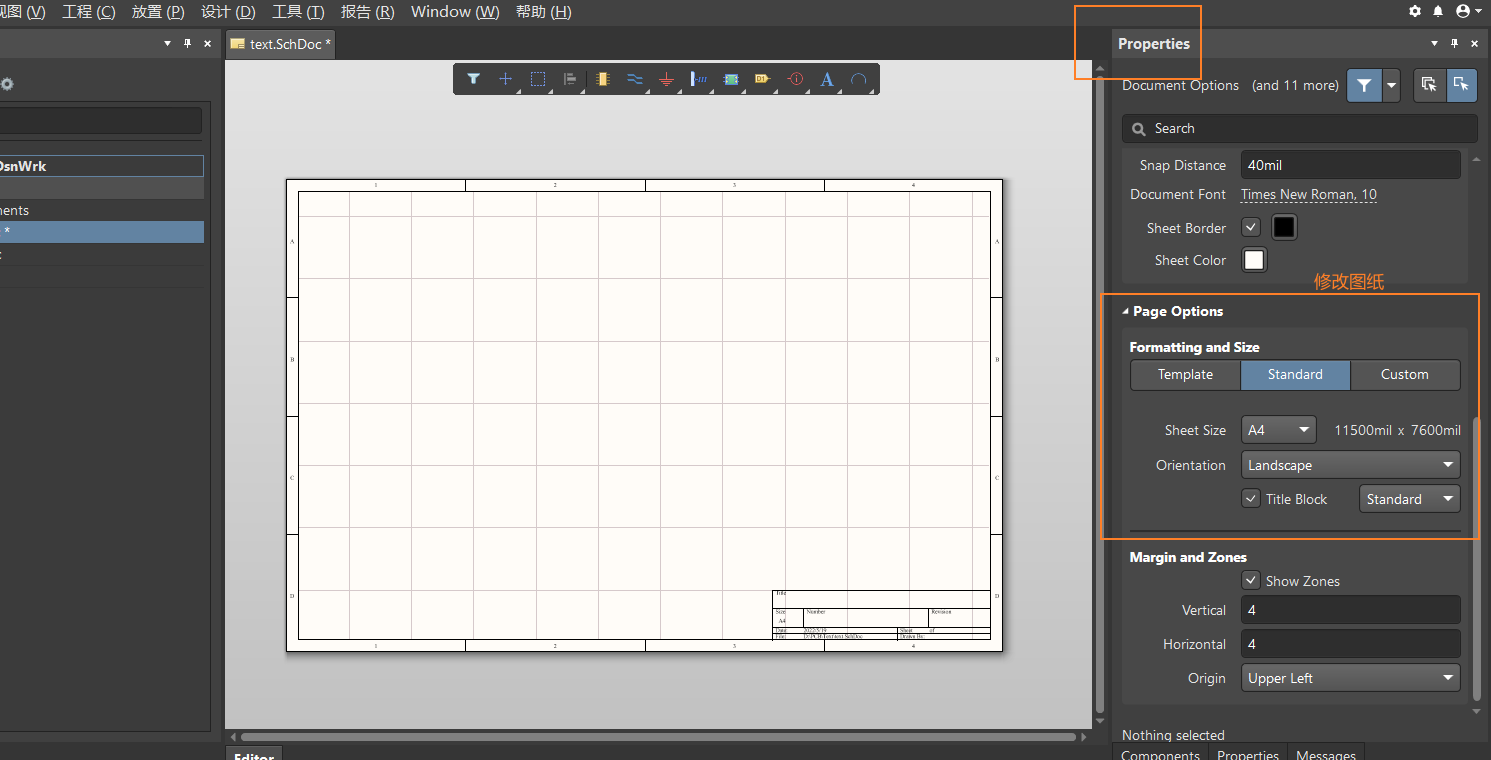 视图 (V) 工程 (C) 放置 (P) 设计 (D) 工具 (T) 报告 (R) Window (W) 帮助 (H)
text.SchDoc *
Properties
Document Options (and 11 more)
Search
DsnWrk
*
Snap Distance 40mil
Document Font Times New Roman, 10
Sheet Border
Sheet Color
修改图纸
Page Options
Formatting and Size
Template Standard Custom
Sheet Size A4 11500mil x 7600mil
Orientation Landscape
Title Block Standard
Margin and Zones
Show Zones
Vertical 4
Horizontal 4
Origin Upper Left
Nothing selected
Components Properties Messages
D1
A
1 2 3 4
A A
B B
C C
D D
Title
Size Number Revision
A4
Date: 2022/5/19 Sheet of
File: Drawn By:
1 2 3 4
Editor